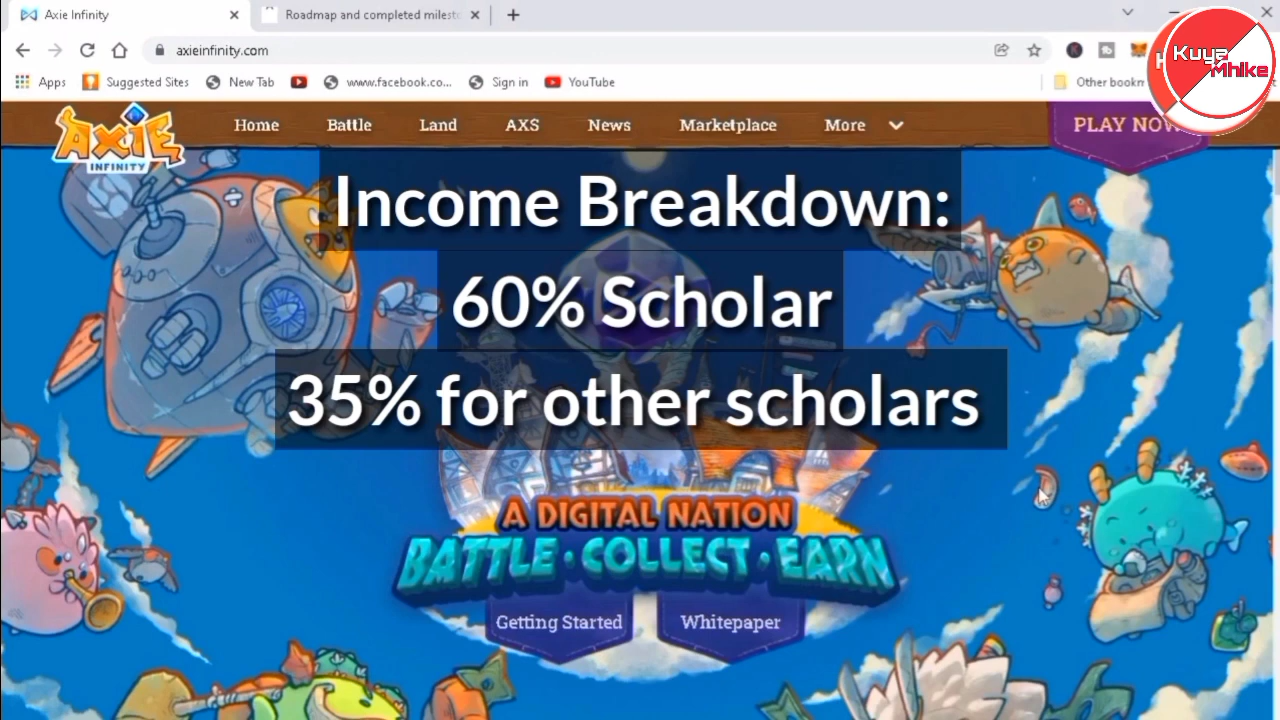 Axie Infinity
Roadmap and completed milest
axieinfinity.com
Apps
Suggested Sites
New Tab
www.facebook.co...
Sign in
YouTube
Other bookm
Kuya
Mhike
AXIE
INFINITY
Home
Battle
Land
AXS
News
Marketplace
More
PLAY NOW
Income Breakdown:
60% Scholar
35% for other scholars
A DIGITAL NATION
BATTLE · COLLECT · EARN
Getting Started
Whitepaper